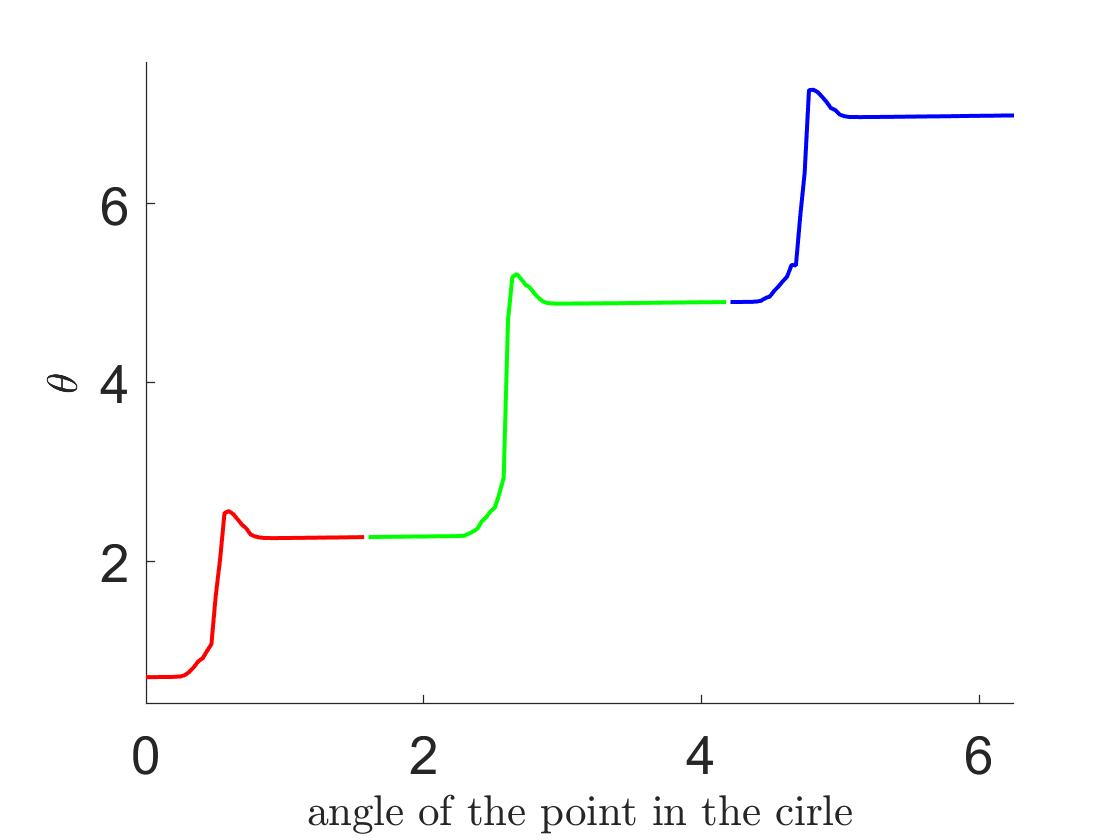 6
4
2
θ
0 2 4 6
angle of the point in the cirle